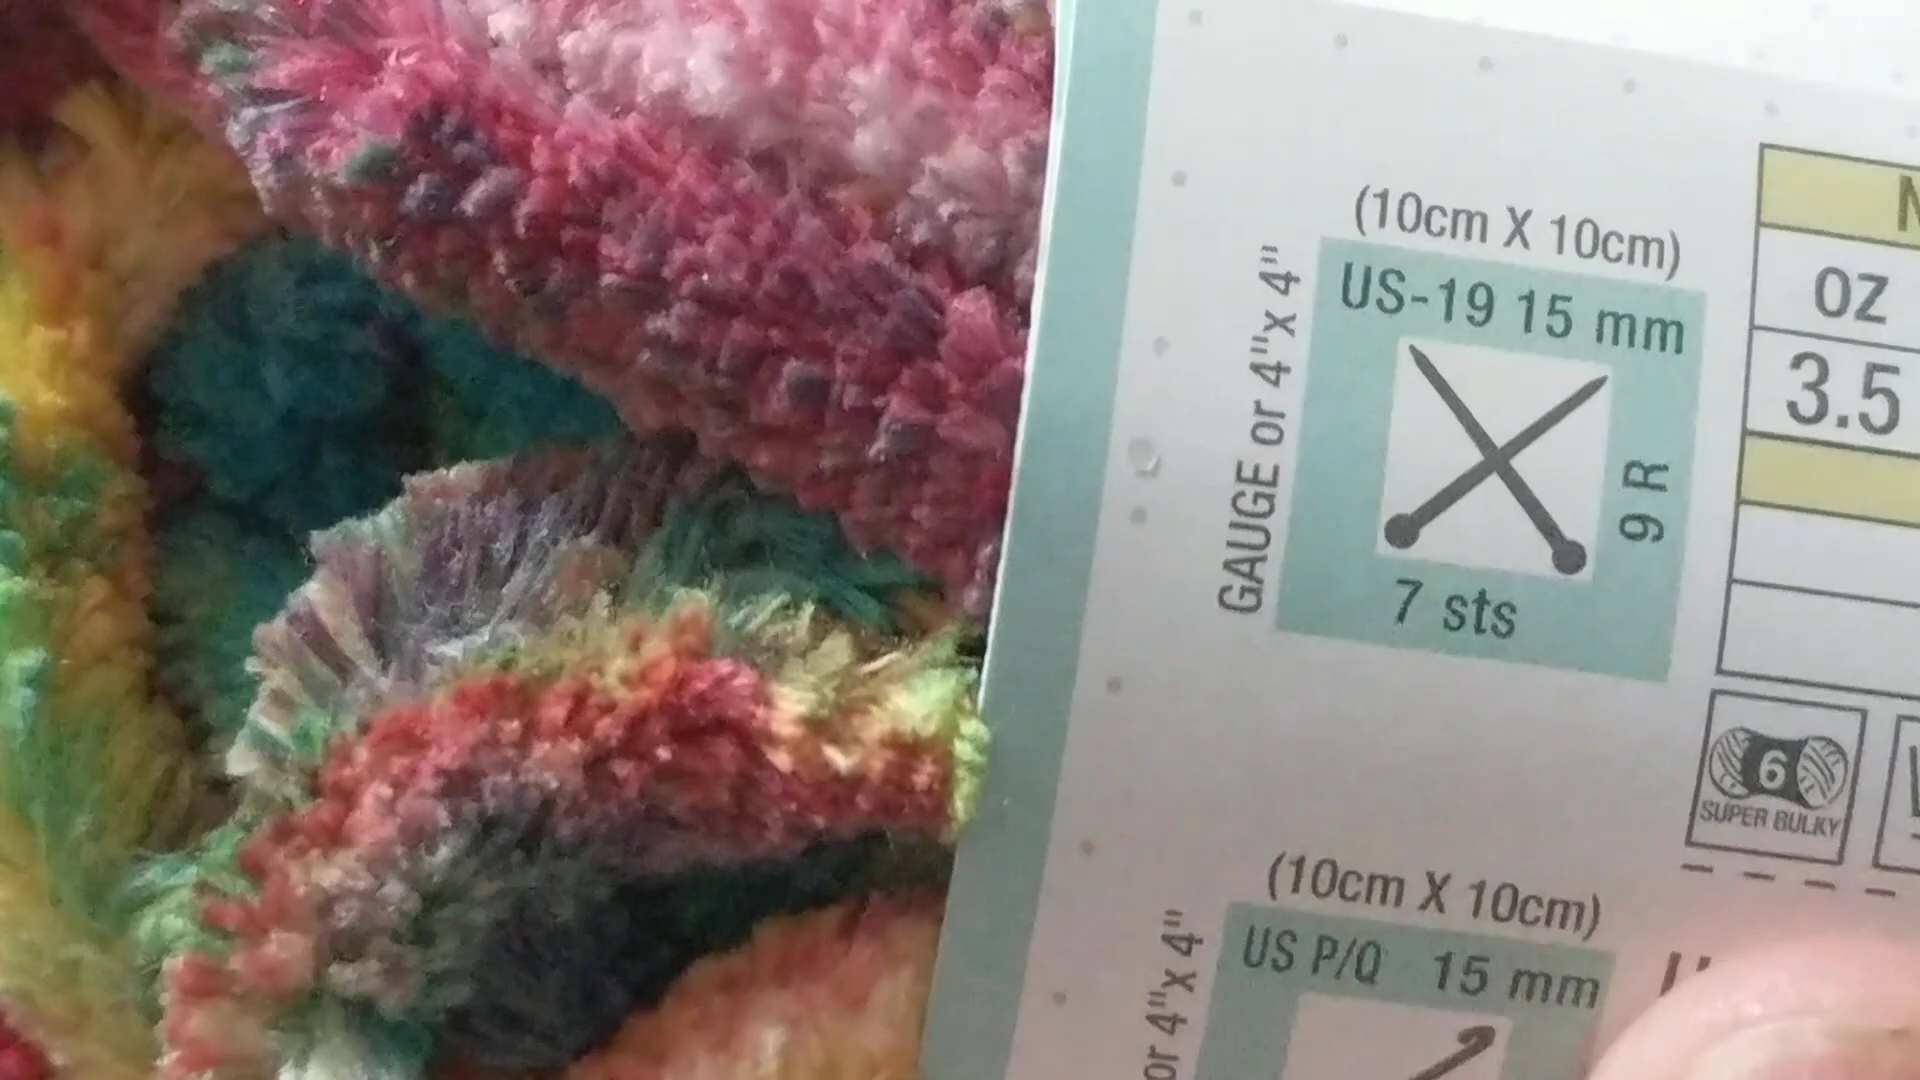 (10cm X 10cm)
GAUGE or 4"x 4"
US-19 15 mm
9 R
7 sts
OZ
3.5
6
SUPER BULKY
(10cm X 10cm)
or 4"x 4"
US P/Q 15 mm